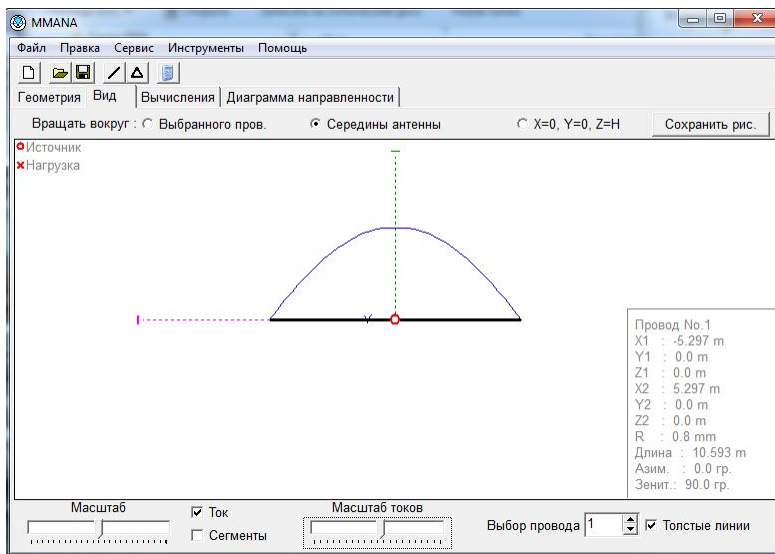 MMANA
Файл Правка Сервис Инструменты Помощь
Геометрия Вид Вычисления Диаграмма направленности
Вращать вокруг : Выбранного пров. Середины антенны X=0, Y=0, Z=H Сохранить рис.
Источник
Нагрузка
Y
Провод No.1
X1 : -5.297 m
Y1 : 0.0 m
Z1 : 0.0 m
X2 : 5.297 m
Y2 : 0.0 m
Z2 : 0.0 m
R : 0.8 mm
Длина : 10.593 m
Азим. : 0.0 гр.
Зенит.: 90.0 гр.
Масштаб Ток Масштаб токов
Сегменты Выбор провода 1 Толстые линии